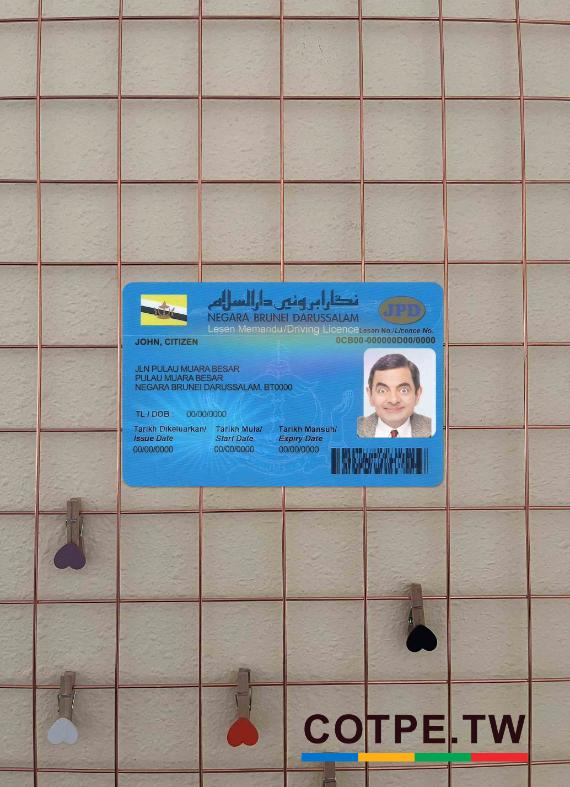 نڬارا بروني دارالسلام
NEGARA BRUNEI DARUSSALAM
JPD
Lesen Memandu/Driving Licence
Lesen No./Licence No.
JOHN, CITIZEN
0CB00-000000D00/0000
JLN PULAU MUARA BESAR
PULAU MUARA BESAR
NEGARA BRUNEI DARUSSALAM. BT0000
TL / DOB : 00/00/0000
Tarikh Dikeluarkan/ Tarikh Mula/ Tarikh Mansuh/
Issue Date Start Date Expiry Date
00/00/0000 00/00/0000 00/00/0000
COTPE.TW